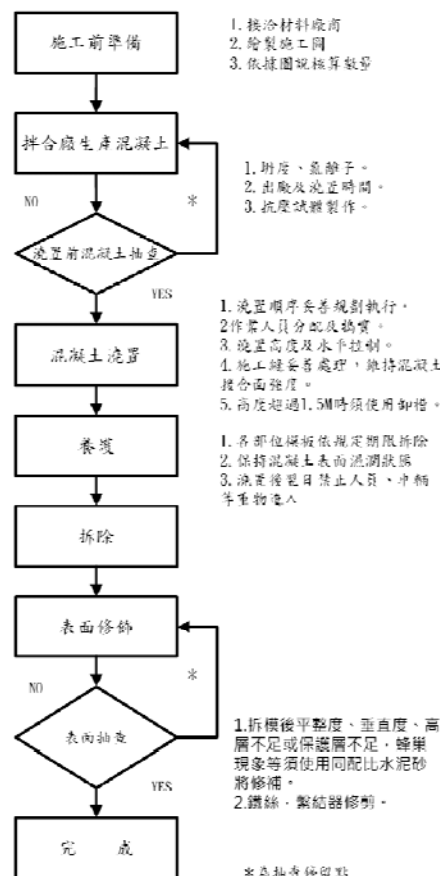 施工前準備
1. 接洽材料廠商
2. 繪製施工圖
3. 依據圖說核算數量
拌合廠生產混凝土
1. 坍度、氯離子。
2. 出廠及澆置時間。
3. 抗壓試體製作。
NO
*
澆置前混凝土抽查
YES
混凝土澆置
1. 澆置順序妥善規劃執行。
2作業人員分配及搗實。
3. 澆置高度及水平控制。
4. 施工縫妥善處理，維持混凝土
接合面強度。
5. 高度超過1.5M時須使用卸槽。
養護
1. 各部位模板依規定期限拆除
2. 保持混凝土表面濕潤狀態
3. 澆置後翌日禁止人員、車輛
等重物進入
拆除
表面修飾
*
NO
表面抽查
1.拆模後平整度、垂直度、高
層不足或保護層不足，蜂巢
現象等須使用同配比水泥砂
將修補。
2.鐵絲，繫結器修剪。
YES
完 成
*為抽查停留點